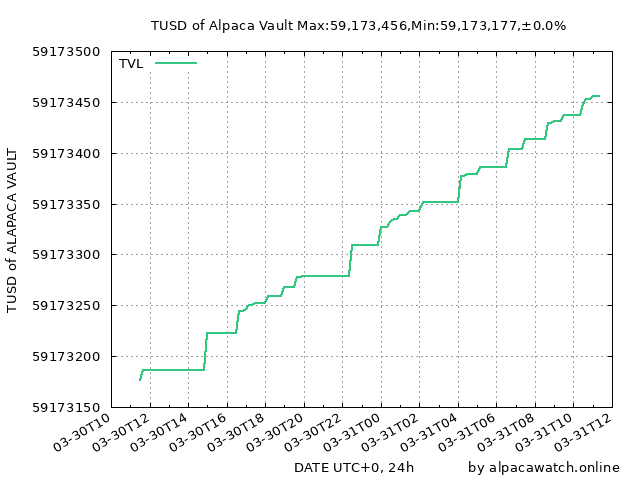 TUSD of Alpaca Vault Max:59,173,456,Min:59,173,177,±0.0%
TUSD of ALAPACA VAULT
TVL
59173500
59173450
59173400
59173350
59173300
59173250
59173200
59173150
03-30T10
03-30T12
03-30T14
03-30T16
03-30T18
03-30T20
03-30T22
03-31T00
03-31T02
03-31T04
03-31T06
03-31T08
03-31T10
03-31T12
DATE UTC+0, 24h
by alpacawatch.online